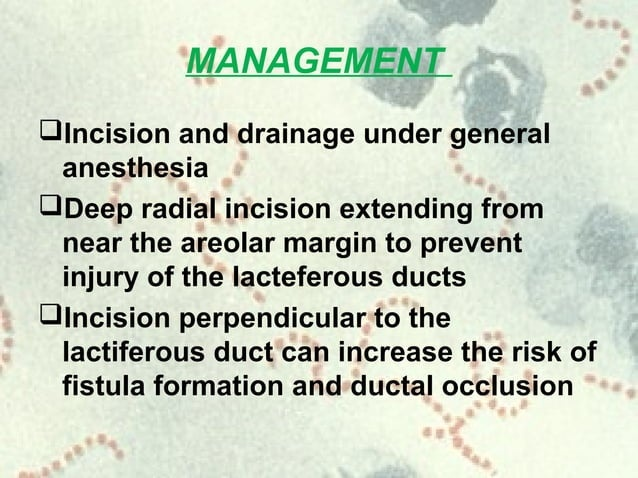 MANAGEMENT
❑Incision and drainage under general
anesthesia
❑Deep radial incision extending from
near the areolar margin to prevent
injury of the lacteferous ducts
❑Incision perpendicular to the
lactiferous duct can increase the risk of
fistula formation and ductal occlusion